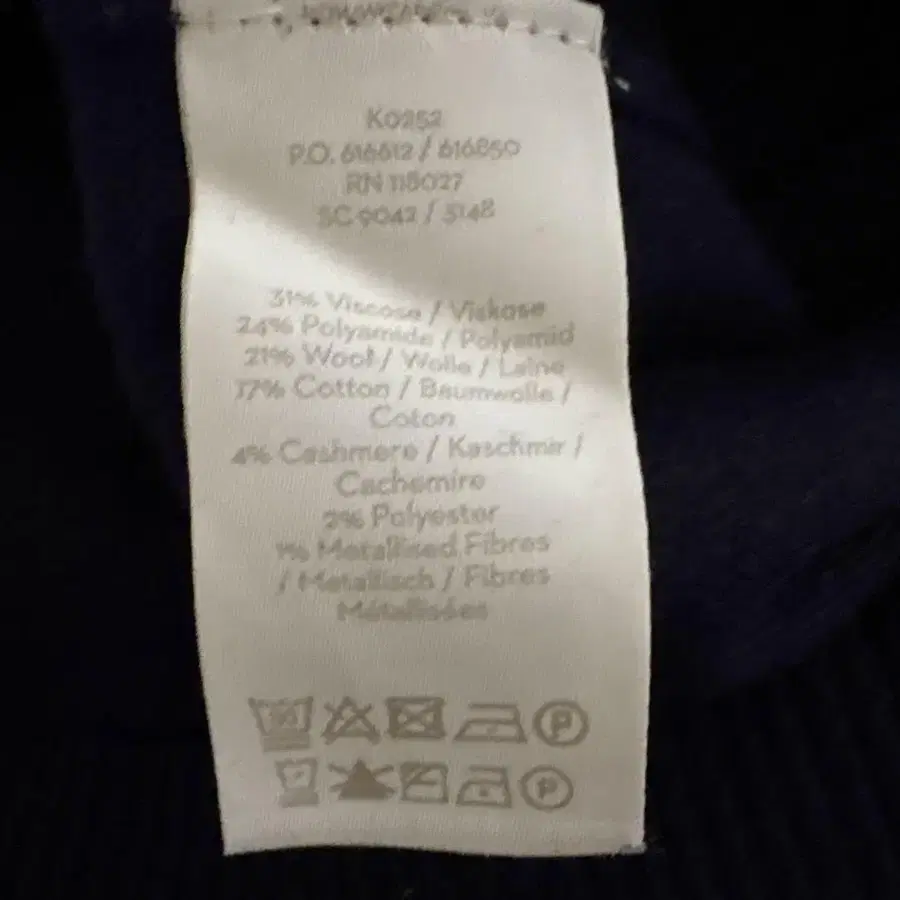 K0252
P.O. 616612 / 616850
RN 118027
SC 9042 / 5148
31% Viscose / Viskose
24% Polyamide / Polyamid
21% Wool / Wolle / Laine
17% Cotton / Baumwolle /
Coton
4% Cashmere / Kaschmir /
Cachemire
2% Polyester
1% Metallised Fibres
/ Metallisch / Fibres
Métallisées
P
P